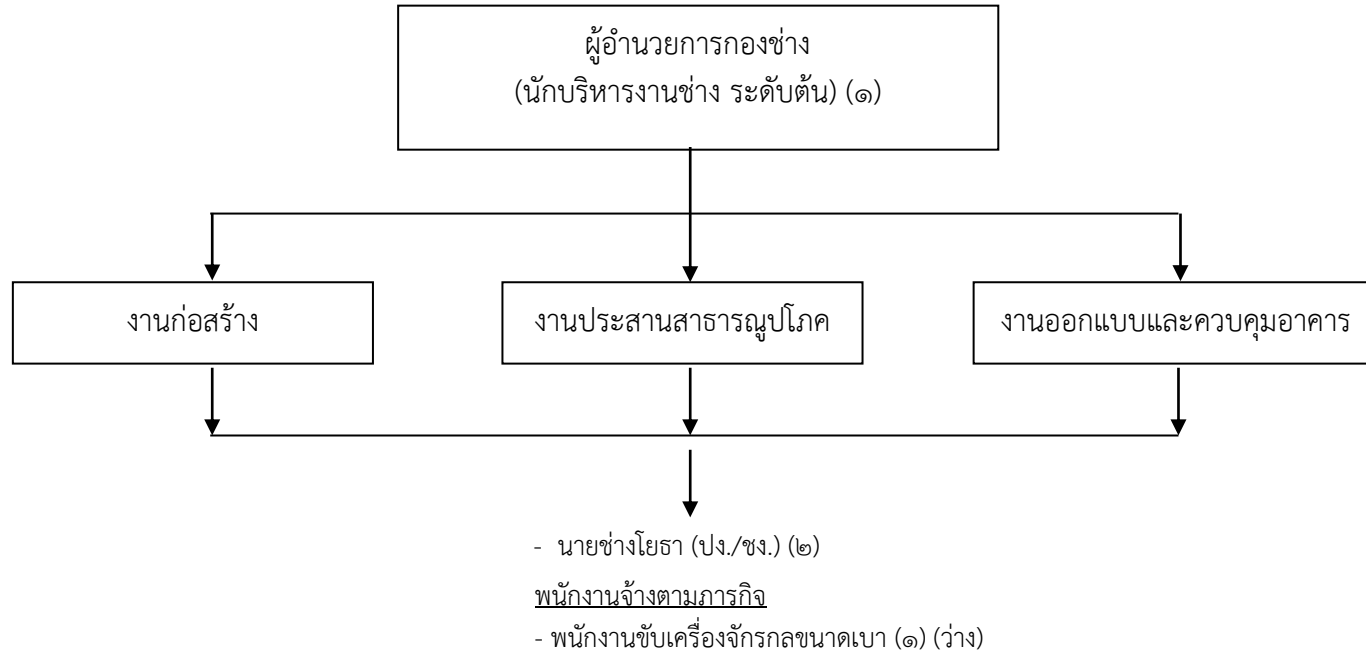 ผู้อำนวยการกองช่าง
(นักบริหารงานช่าง ระดับต้น) (๑)
งานก่อสร้าง
งานประสานสาธารณูปโภค
งานออกแบบและควบคุมอาคาร
- นายช่างโยธา (ปง./ชง.) (๒)
พนักงานจ้างตามภารกิจ
- พนักงานขับเครื่องจักรกลขนาดเบา (๑) (ว่าง)